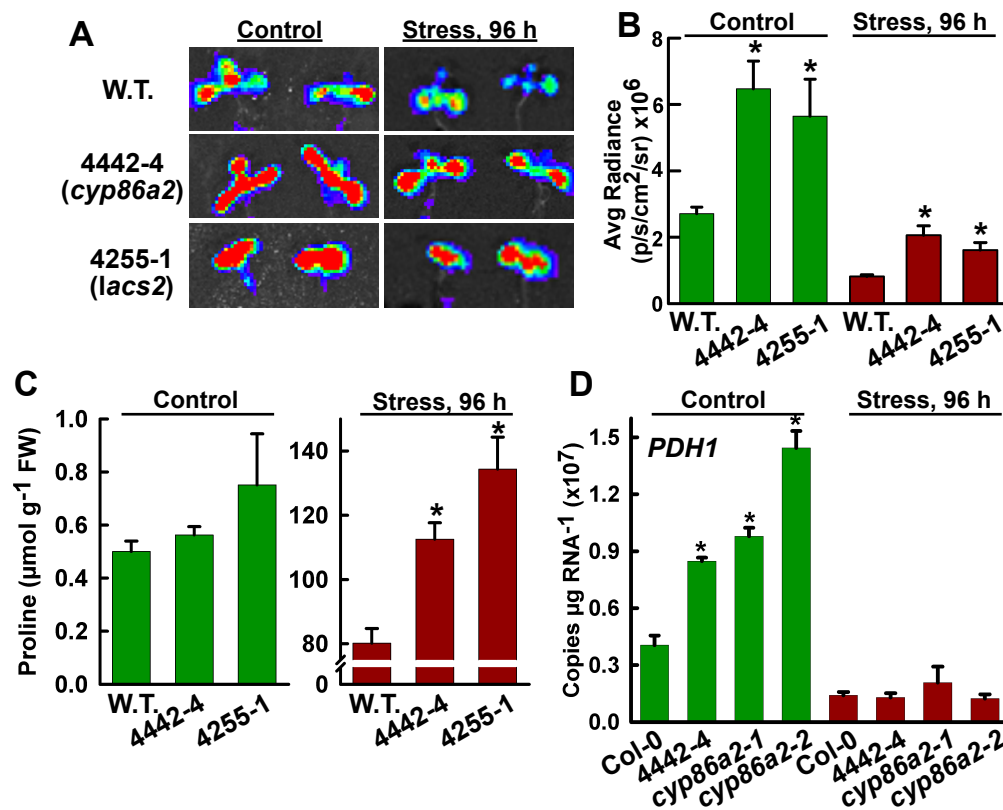 A
Control
Stress, 96 h
W.T.
4442-4
(cyp86a2)
4255-1
(lacs2)
B
Control
Stress, 96 h
Avg Radiance
(p/s/cm²/sr) x10⁶
8
6
4
2
0
*
*
*
*
W.T.
4442-4
4255-1
W.T.
4442-4
4255-1
C
Control
Stress, 96 h
Proline (µmol g⁻¹ FW)
1.0
0.8
0.6
0.4
0.2
0.0
140
120
100
80
0
*
*
W.T.
4442-4
4255-1
W.T.
4442-4
4255-1
D
Control
Stress, 96 h
PDH1
Copies µg RNA⁻¹ (x10⁷)
1.5
1.2
0.9
0.6
0.3
0.0
*
*
*
Col-0
4442-4
cyp86a2-1
cyp86a2-2
Col-0
4442-4
cyp86a2-1
cyp86a2-2